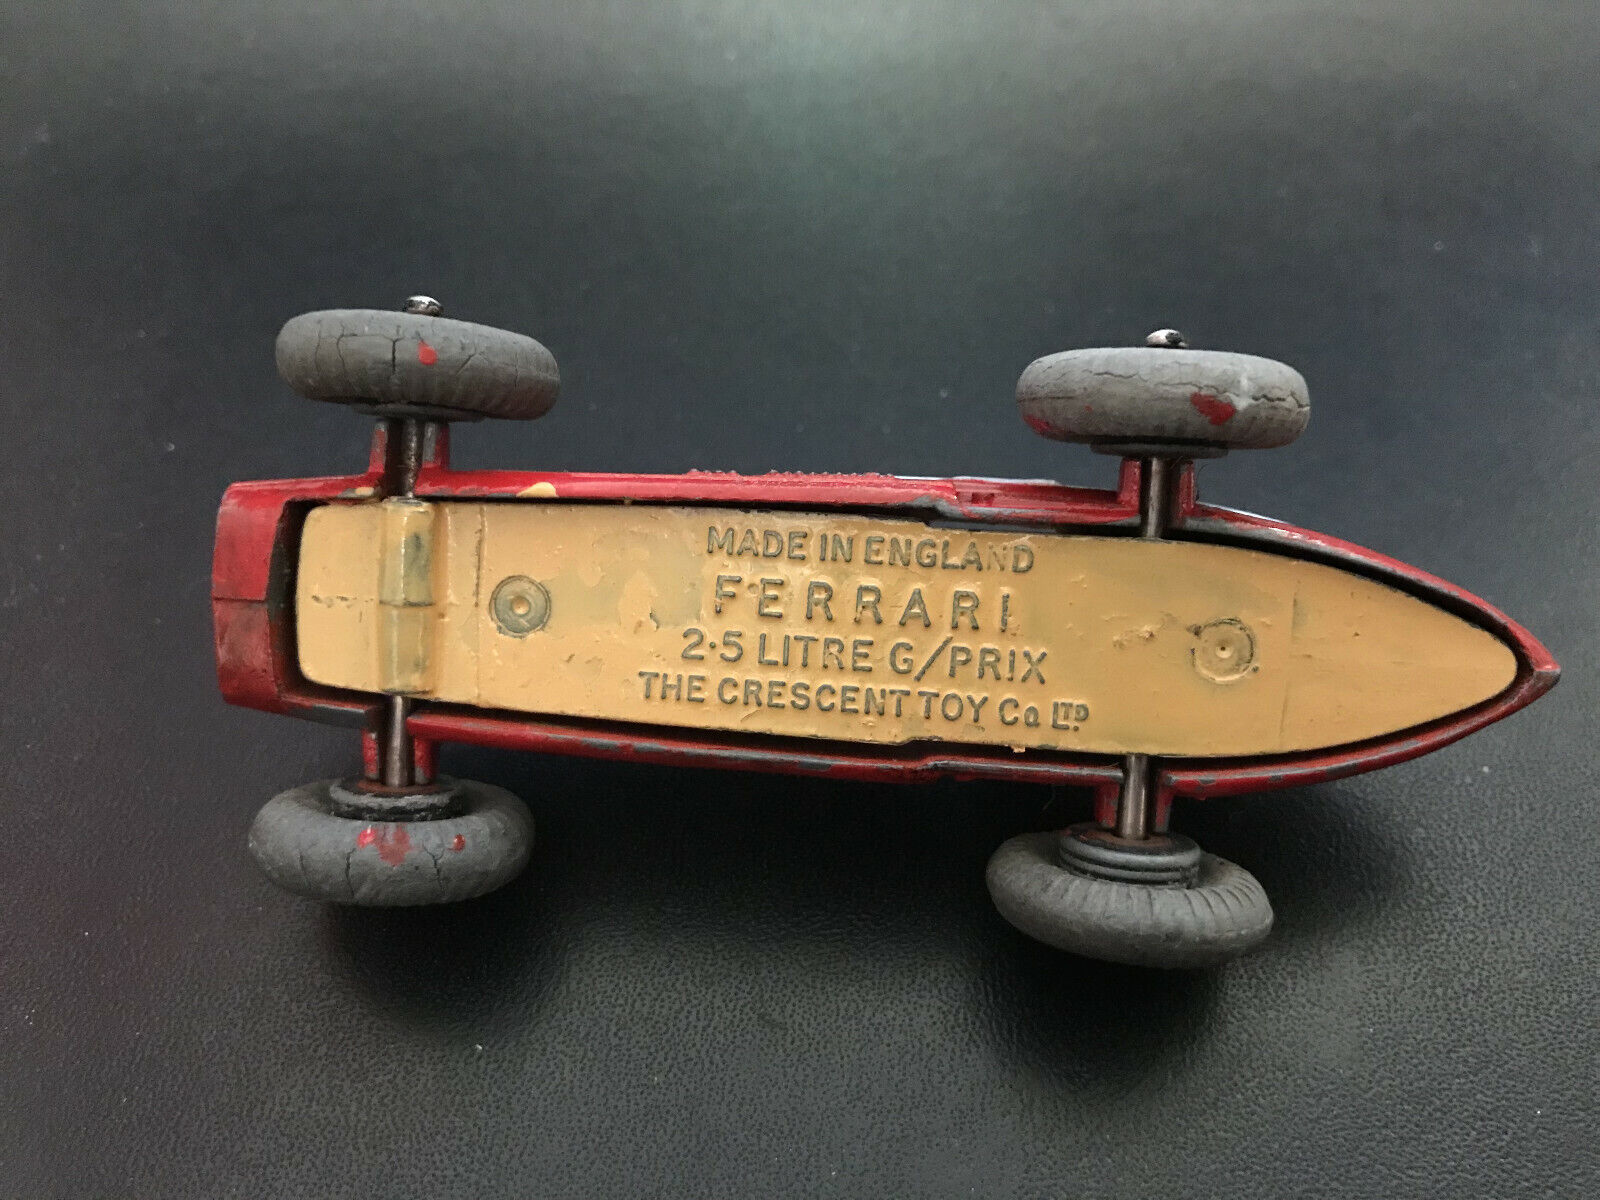 MADE IN ENGLAND
FERRARI
2·5 LITRE G/PRIX
THE CRESCENT TOY Co LTD.